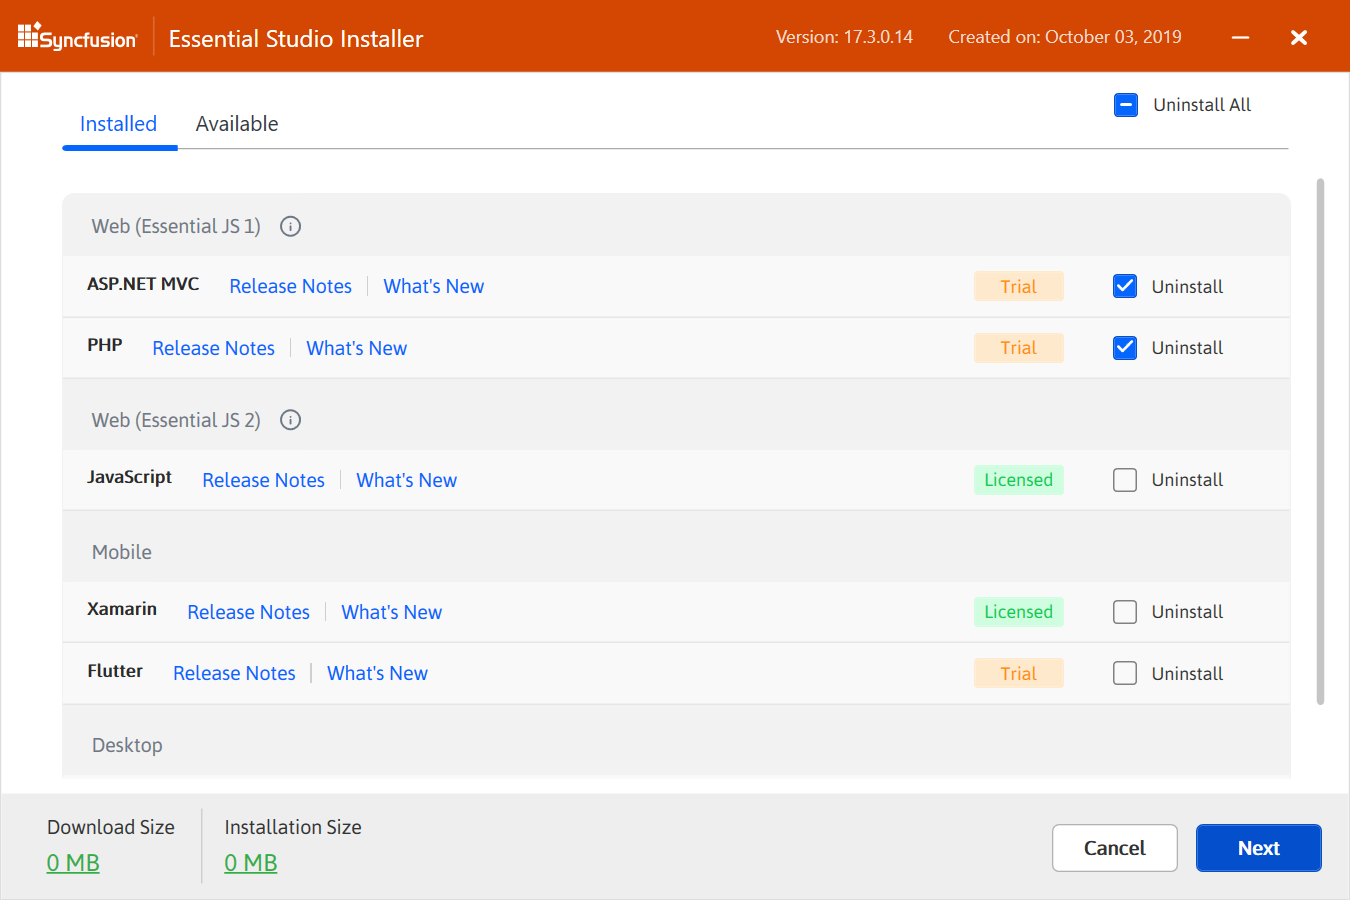 Syncfusion Essential Studio Installer Version: 17.3.0.14 Created on: October 03, 2019
Installed Available Uninstall All
Web (Essential JS 1)
ASP.NET MVC Release Notes What's New Trial Uninstall
PHP Release Notes What's New Trial Uninstall
Web (Essential JS 2)
JavaScript Release Notes What's New Licensed Uninstall
Mobile
Xamarin Release Notes What's New Licensed Uninstall
Flutter Release Notes What's New Trial Uninstall
Desktop
Download Size Installation Size
0 MB 0 MB
Cancel Next